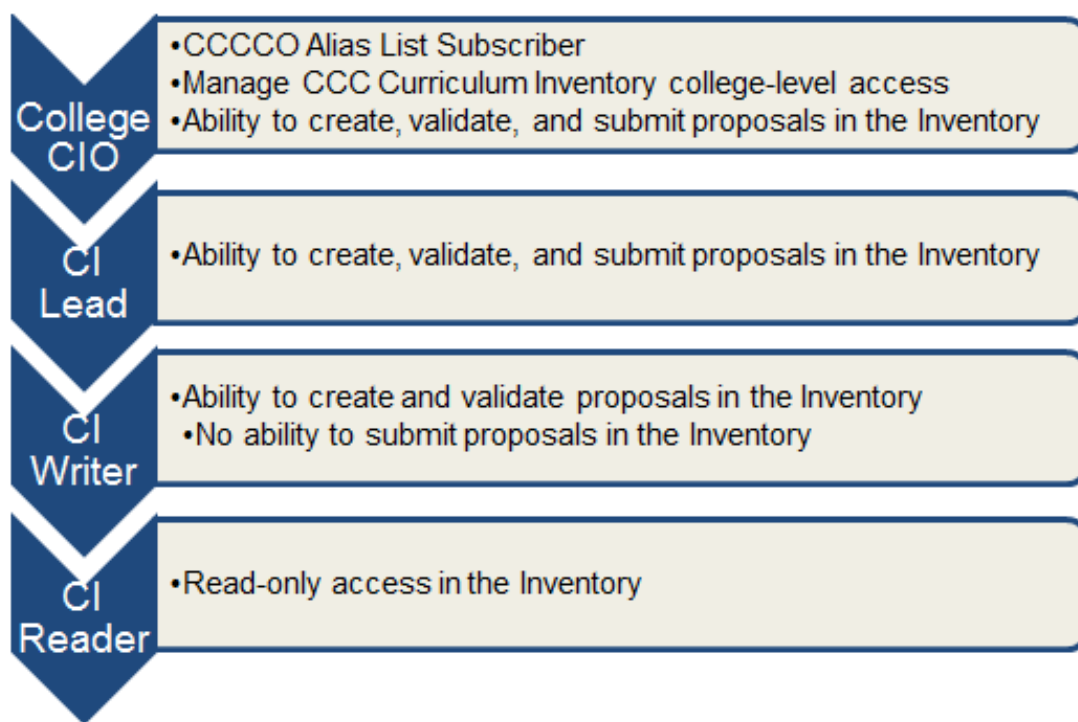 College
CIO
•CCCCO Alias List Subscriber
•Manage CCC Curriculum Inventory college-level access
•Ability to create, validate, and submit proposals in the Inventory
CI
Lead
•Ability to create, validate, and submit proposals in the Inventory
CI
Writer
•Ability to create and validate proposals in the Inventory
•No ability to submit proposals in the Inventory
CI
Reader
•Read-only access in the Inventory